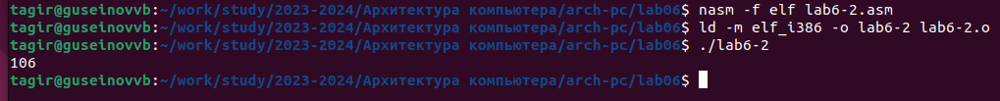 tagir@guseinovvb:~/work/study/2023-2024/Архитектура компьютера/arch-pc/lab06$ nasm -f elf lab6-2.asm
tagir@guseinovvb:~/work/study/2023-2024/Архитектура компьютера/arch-pc/lab06$ ld -m elf_i386 -o lab6-2 lab6-2.o
tagir@guseinovvb:~/work/study/2023-2024/Архитектура компьютера/arch-pc/lab06$ ./lab6-2
106
tagir@guseinovvb:~/work/study/2023-2024/Архитектура компьютера/arch-pc/lab06$